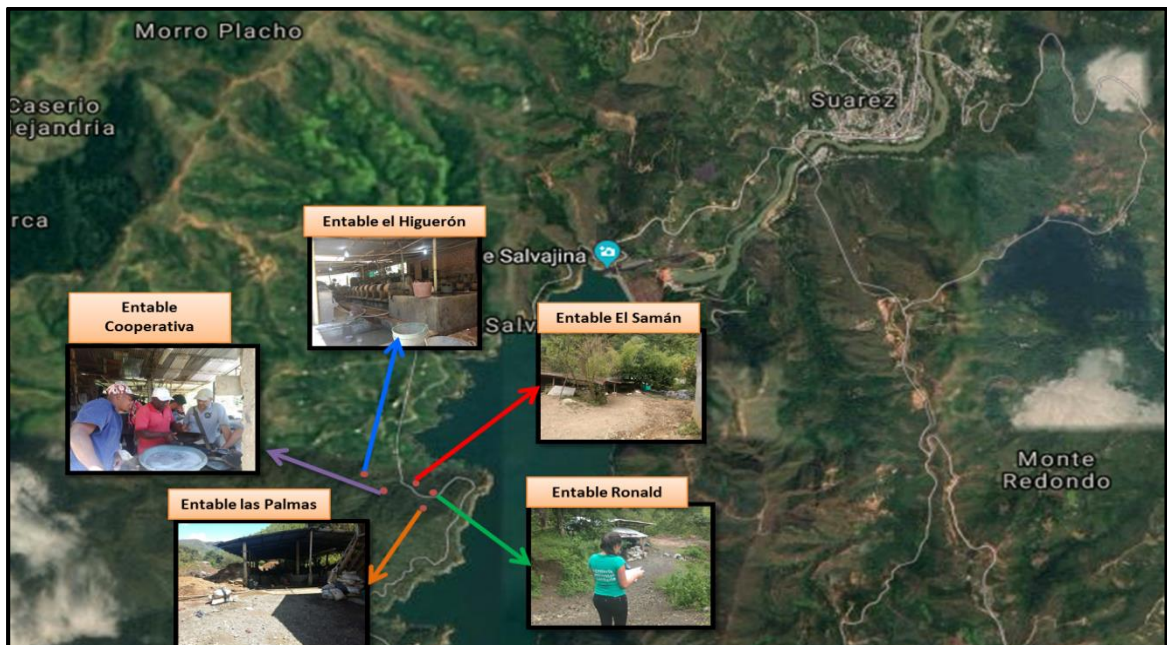 Morro Placho
Caserio
lejandria
Suarez
rca
Entable el Higuerón
e Salvajina
Entable
Cooperativa
Salv
Entable El Samán
Monte
Redondo
Entable las Palmas
Entable Ronald